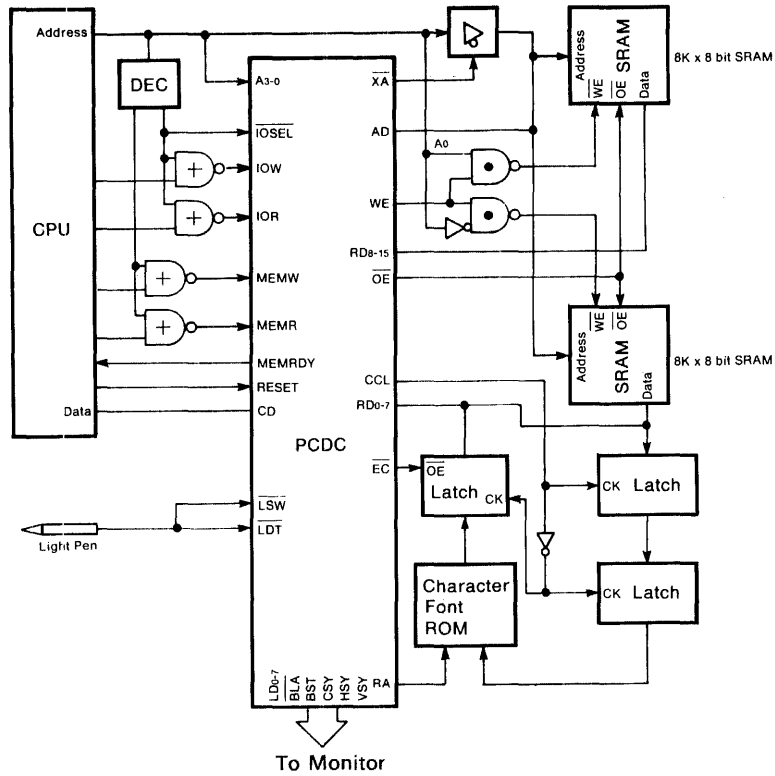 Address
DEC
CPU
Data
A3-0
IOSEL
IOW
IOR
MEMW
MEMR
MEMRDY
RESET
CD
PCDC
LSW
LDT
Light Pen
XA
AD
WE
RD8-15
OE
CCL
RD0-7
EC
RA
LD0-7
BLA
BST
CSY
HSY
VSY
To Monitor
A0
+
+
+
+
Address
WE
SRAM
OE
Data
8K x 8 bit SRAM
Address
WE
SRAM
OE
Data
8K x 8 bit SRAM
OE
Latch
CK
CK Latch
CK Latch
Character
Font
ROM